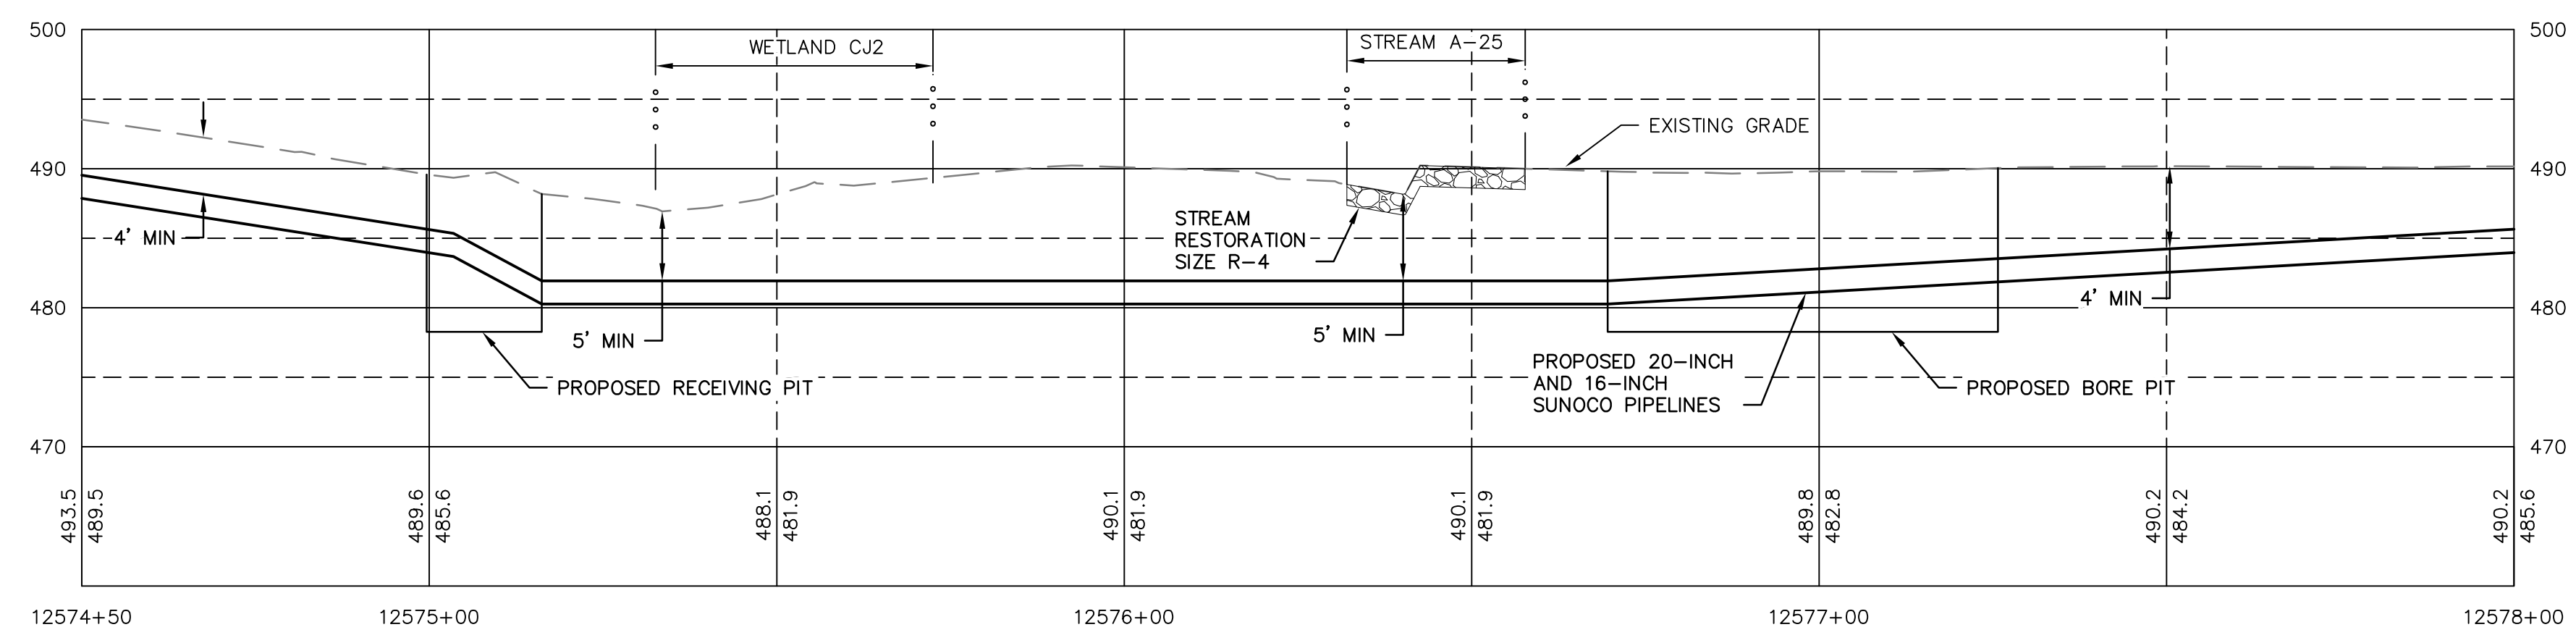 500
500
WETLAND CJ2
STREAM A-25
EXISTING GRADE
490
490
4' MIN
STREAM
RESTORATION
SIZE R-4
480
480
4' MIN
5' MIN
5' MIN
PROPOSED 20-INCH
AND 16-INCH
SUNOCO PIPELINES
PROPOSED RECEIVING PIT
PROPOSED BORE PIT
470
470
493.5
489.5
489.6
485.6
488.1
481.9
490.1
481.9
490.1
481.9
489.8
482.8
490.2
484.2
490.2
485.6
12574+50
12575+00
12576+00
12577+00
12578+00